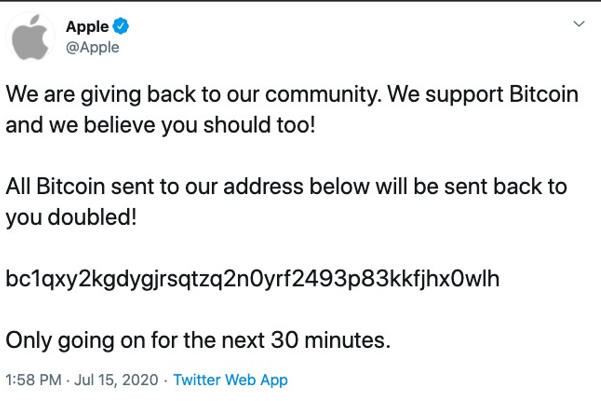 Apple
@Apple
We are giving back to our community. We support Bitcoin
and we believe you should too!
All Bitcoin sent to our address below will be sent back to
you doubled!
bc1qxy2kgdygjrsqtzq2n0yrf2493p83kkfjhx0wlh
Only going on for the next 30 minutes.
1:58 PM · Jul 15, 2020 · Twitter Web App